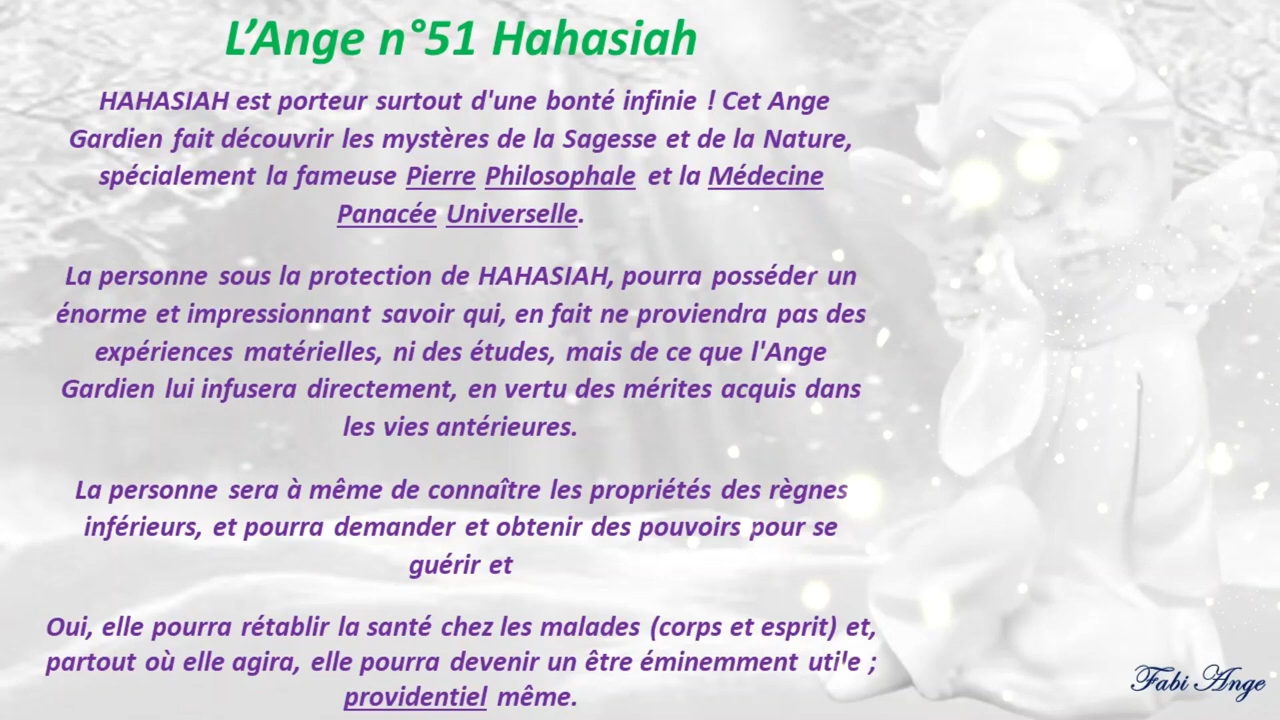 L'Ange n°51 Hahasiah
HAHASIAH est porteur surtout d'une bonté infinie ! Cet Ange
Gardien fait découvrir les mystères de la Sagesse et de la Nature,
spécialement la fameuse Pierre Philosophale et la Médecine
Panacée Universelle.
La personne sous la protection de HAHASIAH, pourra posséder un
énorme et impressionnant savoir qui, en fait ne proviendra pas des
expériences matérielles, ni des études, mais de ce que l'Ange
Gardien lui infusera directement, en vertu des mérites acquis dans
les vies antérieures.
La personne sera à même de connaître les propriétés des règnes
inférieurs, et pourra demander et obtenir des pouvoirs pour se
guérir et
Oui, elle pourra rétablir la santé chez les malades (corps et esprit) et,
partout où elle agira, elle pourra devenir un être éminemment utile ;
providentiel même.
Fabi Ange